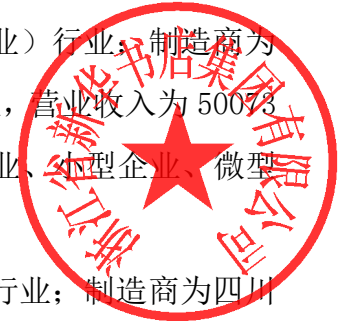 业）行业；制造商为
，营业收入为 50073
业、小型企业、微型
行业；制造商为四川
浙江省新华书店集团有限公司